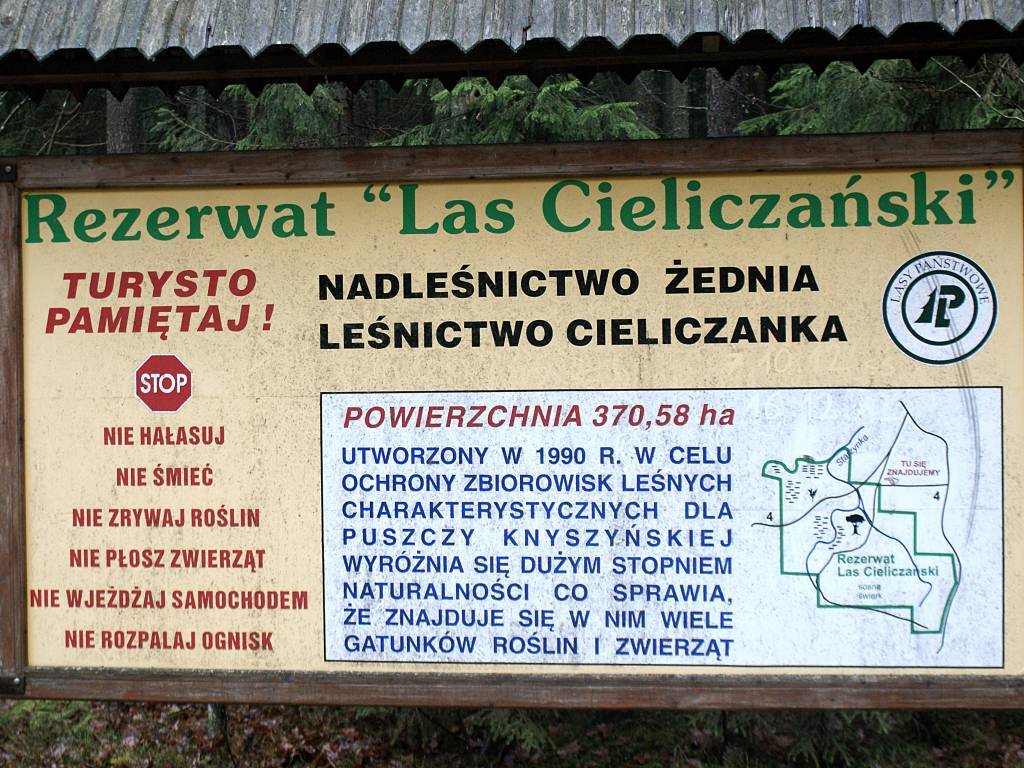 Rezerwat “Las Cieliczański”
TURYSTO
PAMIĘTAJ !
STOP
NIE HAŁASUJ
NIE ŚMIEĆ
NIE ZRYWAJ ROŚLIN
NIE PŁOSZ ZWIERZĄT
NIE WJEŻDŻAJ SAMOCHODEM
NIE ROZPALAJ OGNISK
NADLEŚNICTWO ŻEDNIA
LEŚNICTWO CIELICZANKA
LASY PAŃSTWOWE
POWIERZCHNIA 370,58 ha
UTWORZONY W 1990 R. W CELU
OCHRONY ZBIOROWISK LEŚNYCH
CHARAKTERYSTYCZNYCH DLA
PUSZCZY KNYSZYŃSKIEJ
WYRÓŻNIA SIĘ DUŻYM STOPNIEM
NATURALNOŚCI CO SPRAWIA,
ŻE ZNAJDUJE SIĘ W NIM WIELE
GATUNKÓW ROŚLIN I ZWIERZĄT
TU SIĘ
ZNAJDUJEMY
4
4
Rezerwat
Las Cieliczański
sosna
świerk